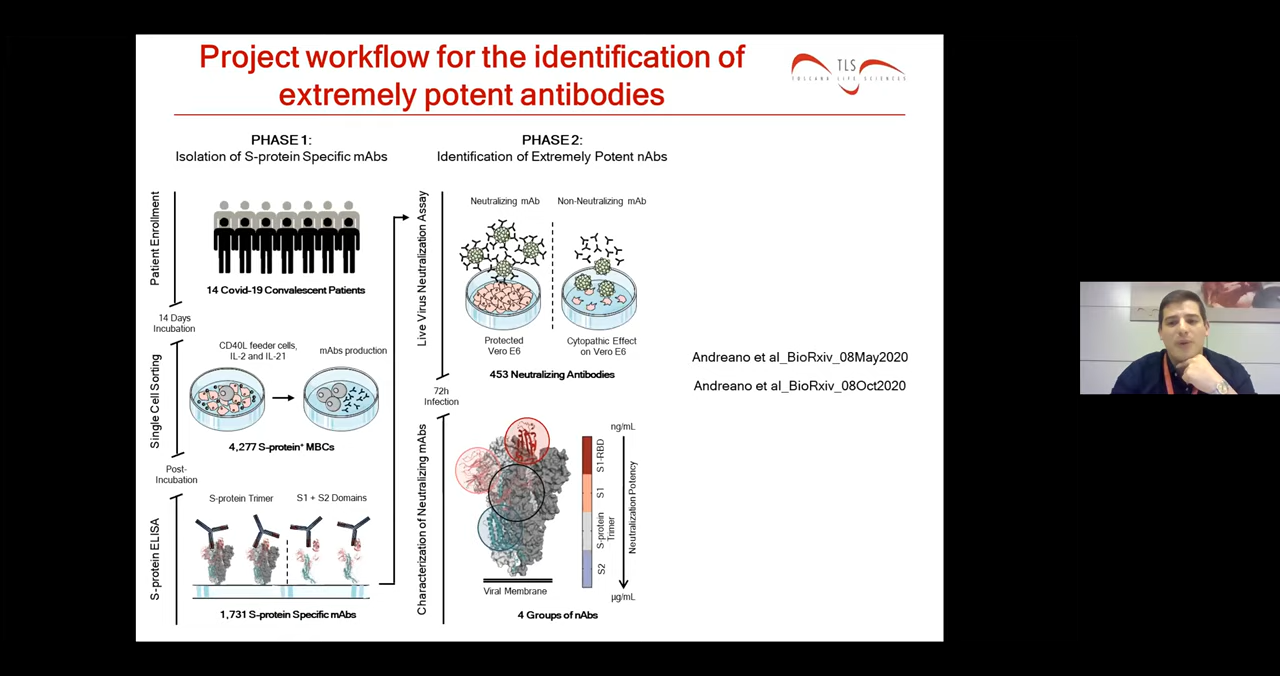 Project workflow for the identification of
extremely potent antibodies
TLS
TOSCANA LIFE SCIENCES
PHASE 1:
Isolation of S-protein Specific mAbs
Patient Enrollment
14 Covid-19 Convalescent Patients
14 Days
Incubation
Single Cell Sorting
CD40L feeder cells,
IL-2 and IL-21
mAbs production
4,277 S-protein⁺ MBCs
Post-
Incubation
S-protein ELISA
S-protein Trimer
S1 + S2 Domains
1,731 S-protein Specific mAbs
PHASE 2:
Identification of Extremely Potent nAbs
Live Virus Neutralization Assay
Neutralizing mAb
Non-Neutralizing mAb
Protected
Vero E6
Cytopathic Effect
on Vero E6
453 Neutralizing Antibodies
72h
Infection
Characterization of Neutralizing mAbs
Viral Membrane
ng/mL
S1-RBD
S1
S-protein
Trimer
S2
Neutralization Potency
µg/mL
4 Groups of nAbs
Andreano et al_BioRxiv_08May2020
Andreano et al_BioRxiv_08Oct2020